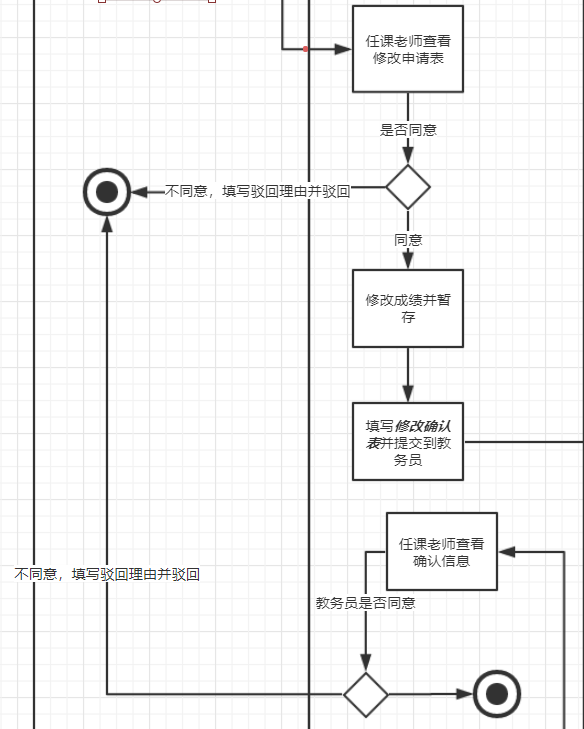 任课老师查看
修改申请表
是否同意
不同意，填写驳回理由并驳回
同意
修改成绩并暂
存
填写修改确认
表并提交到教
务员
任课老师查看
确认信息
不同意，填写驳回理由并驳回
教务员是否同意